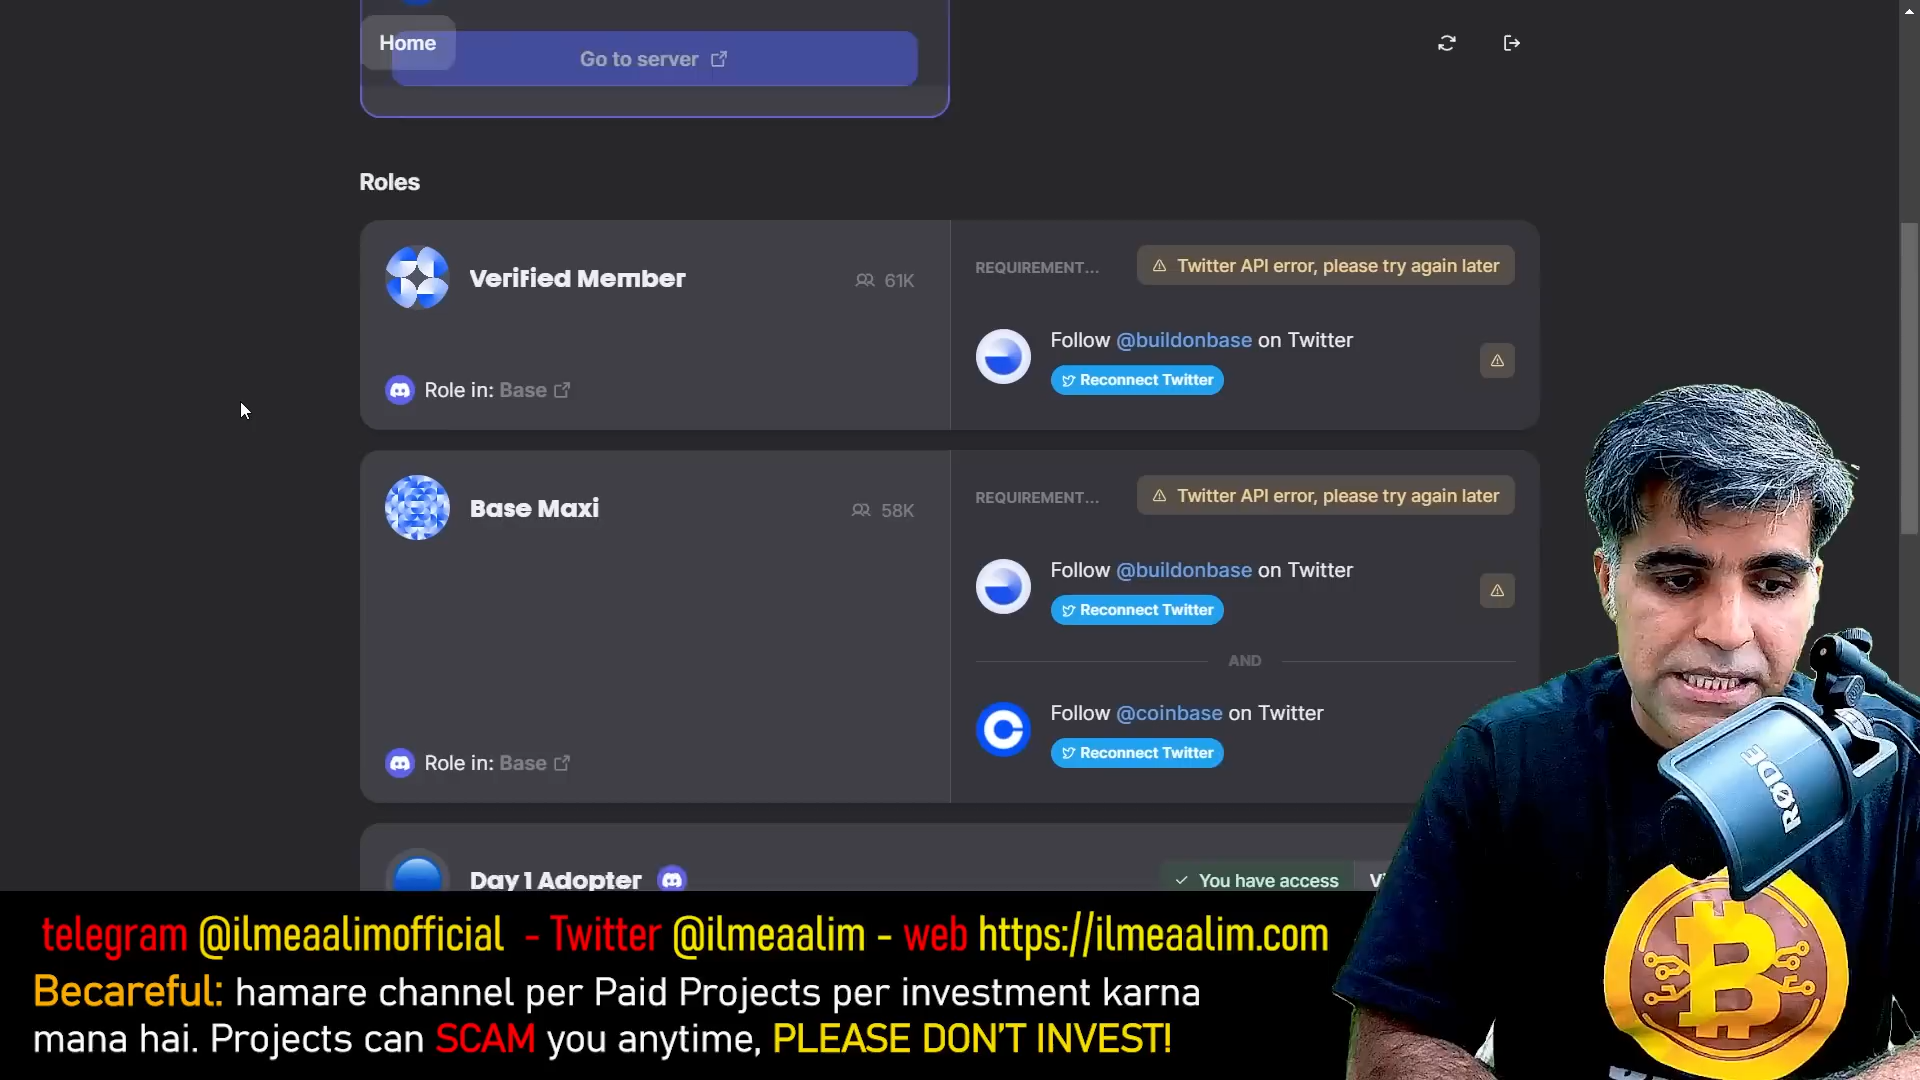 Home
Go to server
Roles
Verified Member
61K
REQUIREMENT...
Twitter API error, please try again later
Follow @buildonbase on Twitter
Reconnect Twitter
Role in: Base
Base Maxi
58K
REQUIREMENT...
Twitter API error, please try again later
Follow @buildonbase on Twitter
Reconnect Twitter
AND
Follow @coinbase on Twitter
Reconnect Twitter
Role in: Base
Day 1 Adopter
You have access
RØDE
telegram @ilmeaalimofficial - Twitter @ilmeaalim - web https://ilmeaalim.com
Becareful: hamare channel per Paid Projects per investment karna
mana hai. Projects can SCAM you anytime, PLEASE DON'T INVEST!